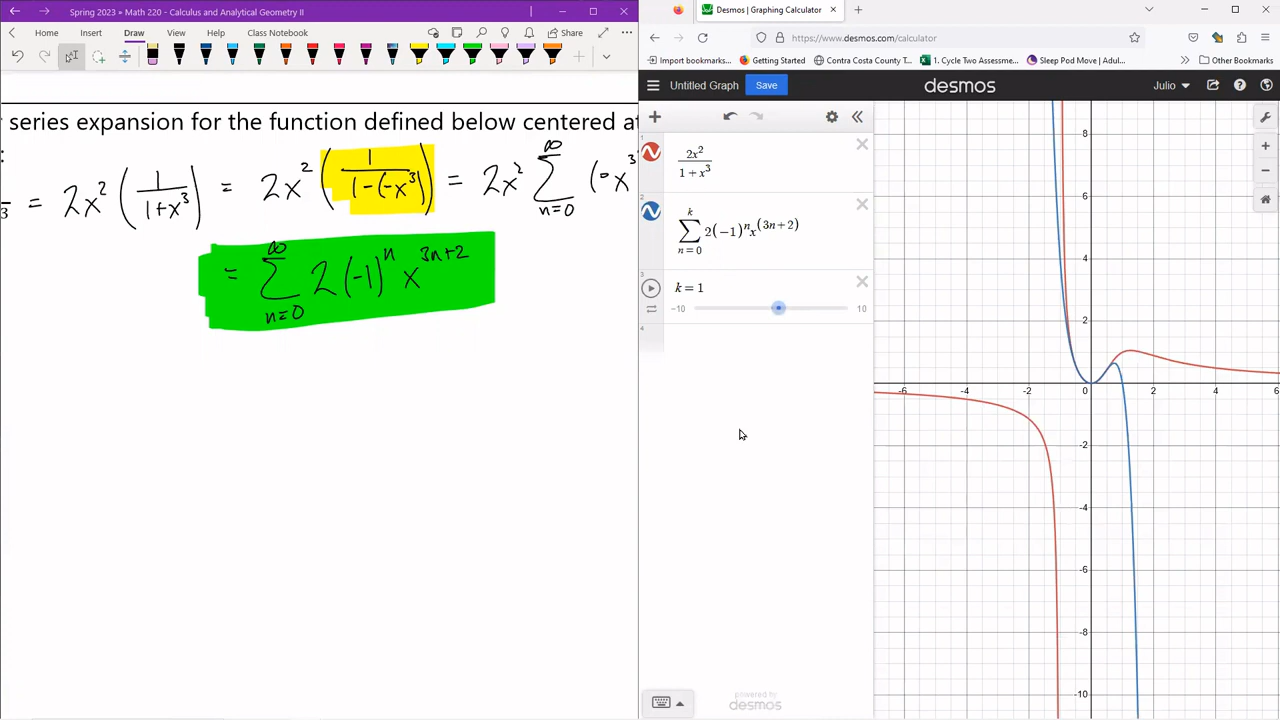 Spring 2023 » Math 220 - Calculus and Analytical Geometry II
Home Insert Draw View Help Class Notebook Share
series expansion for the function defined below centered a
= 2x² (1/(1+x³)) = 2x² (1/(1-(-x³))) = 2x² ∑_{n=0}^{∞} (-x³
= ∑_{n=0}^{∞} 2(-1)^n x^{3n+2}
Desmos | Graphing Calculator
https://www.desmos.com/calculator
Import bookmarks... Getting Started Contra Costa County T... 1. Cycle Two Assessme... Sleep Pod Move | Adul... Other Bookmarks
Untitled Graph Save desmos Julio
1
2x²/(1 + x³)
2
∑_{n=0}^{k} 2(-1)^n x^{(3n+2)}
3
k = 1
-10 10
4
powered by
desmos
8
4
2
-6 -4 -2 0 2 4 6
-2
-4
-6
-8
-10